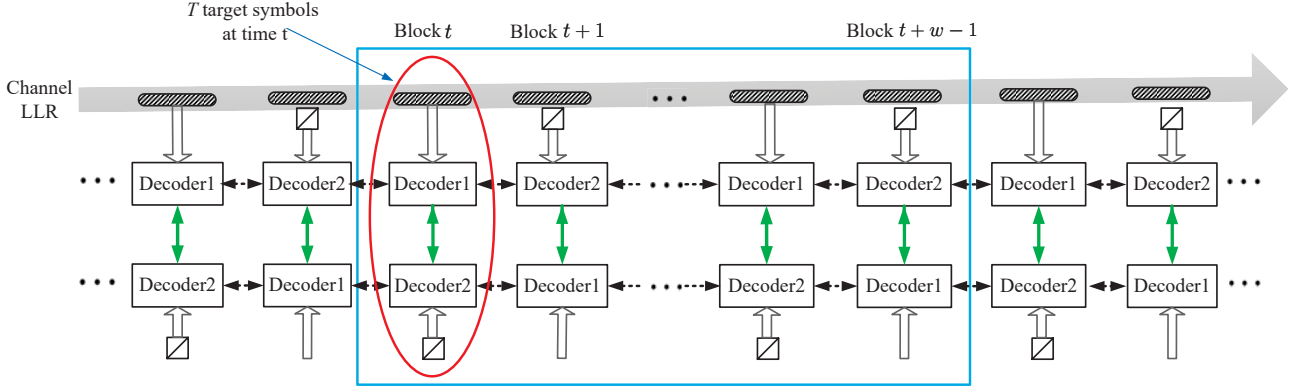 T target symbols
at time t
Block t
Block t + 1
Block t + w − 1
Channel
LLR
Decoder1
Decoder2
Decoder1
Decoder2
Decoder1
Decoder2
Decoder1
Decoder2
Decoder2
Decoder1
Decoder2
Decoder1
Decoder2
Decoder1
Decoder2
Decoder1